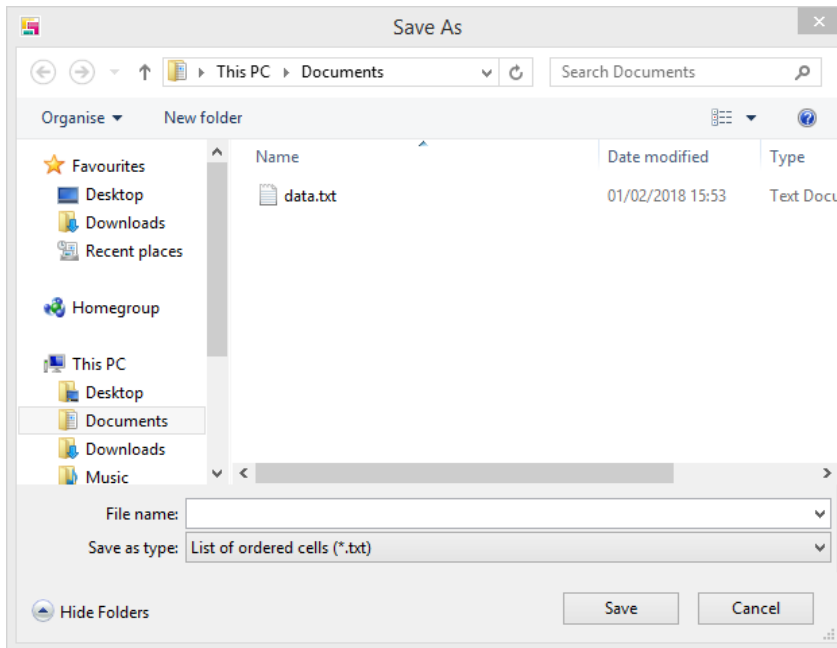 Save As
This PC Documents
Search Documents
Organise New folder
Name Date modified Type
data.txt 01/02/2018 15:53 Text Docu
Favourites
Desktop
Downloads
Recent places
Homegroup
This PC
Desktop
Documents
Downloads
Music
File name:
Save as type: List of ordered cells (*.txt)
Hide Folders Save Cancel